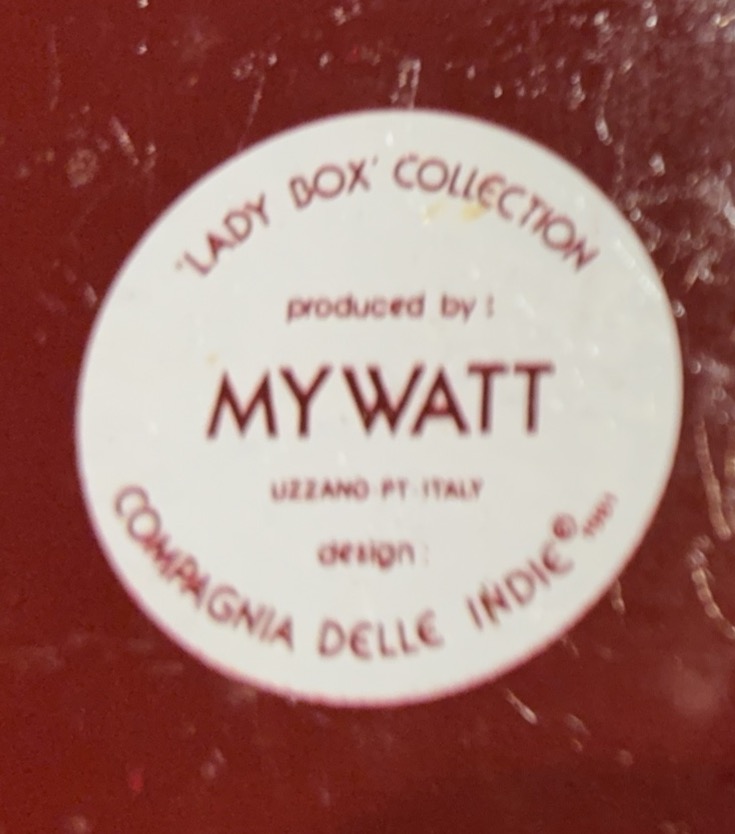 'LADY BOX' COLLECTION
produced by :
MYWATT
UZZANO PT-ITALY
design :
COMPAGNIA DELLE INDIE ©